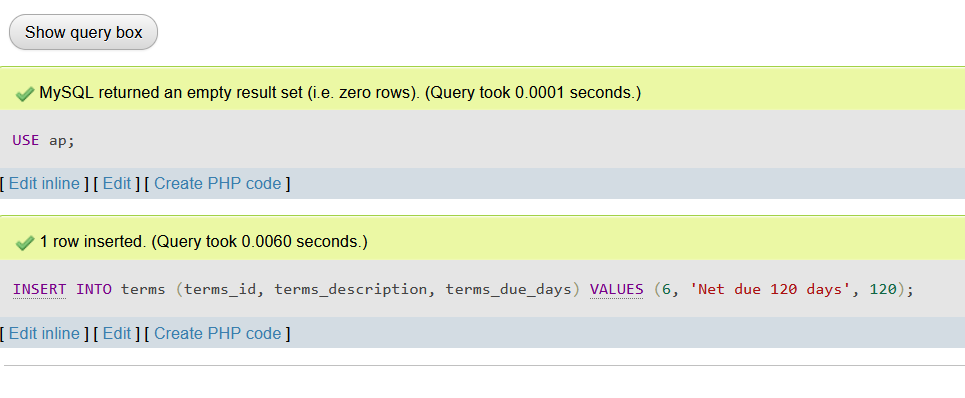 Show query box
MySQL returned an empty result set (i.e. zero rows). (Query took 0.0001 seconds.)
USE ap;
[ Edit inline ] [ Edit ] [ Create PHP code ]
1 row inserted. (Query took 0.0060 seconds.)
INSERT INTO terms (terms_id, terms_description, terms_due_days) VALUES (6, 'Net due 120 days', 120);
[ Edit inline ] [ Edit ] [ Create PHP code ]